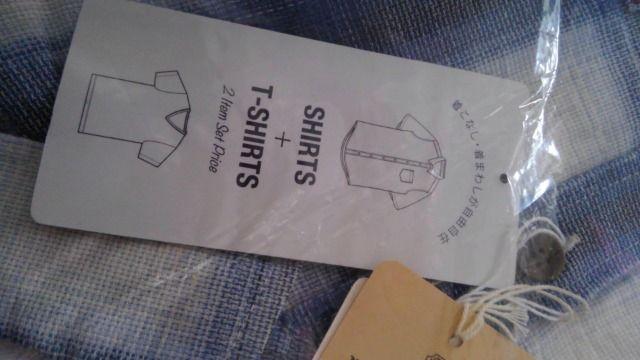 着こなし・着まわしが自由自在
SHIRTS
+
T-SHIRTS
2 Item Set Price